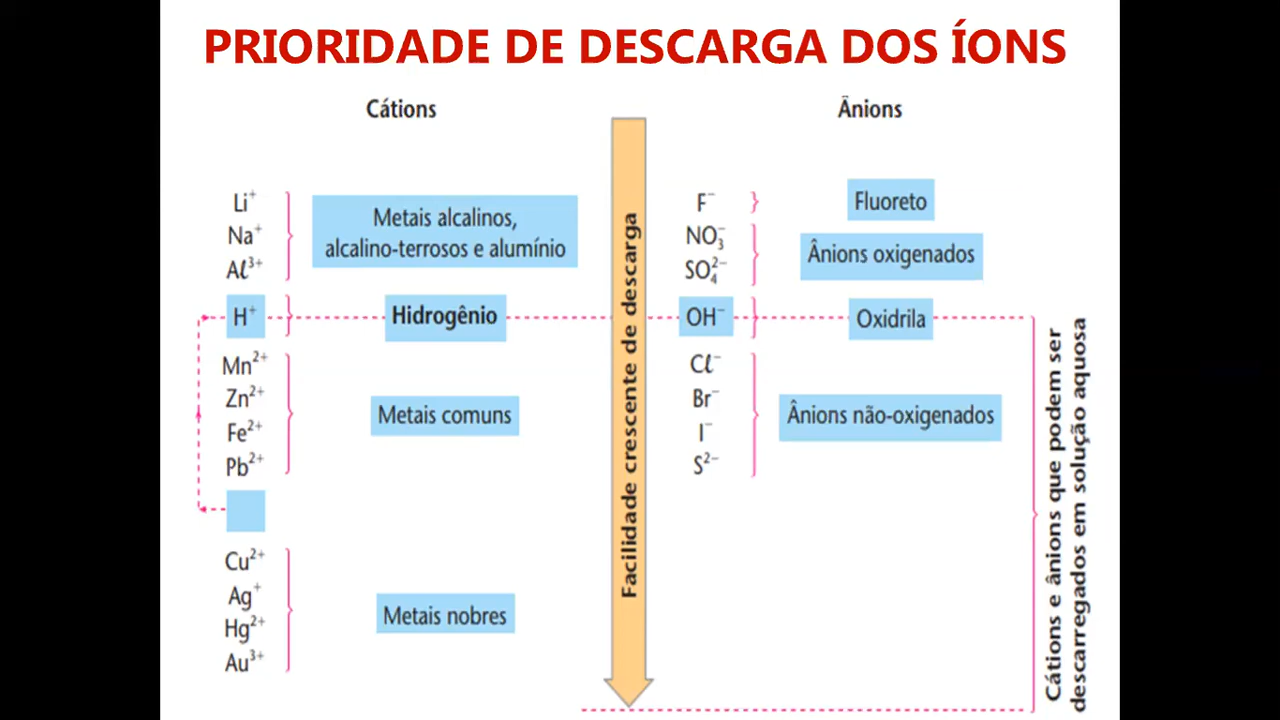 PRIORIDADE DE DESCARGA DOS ÍONS
Cátions
Li⁺
Na⁺
Aℓ³⁺
Metais alcalinos,
alcalino-terrosos e alumínio
H⁺
Hidrogênio
Mn²⁺
Zn²⁺
Fe²⁺
Pb²⁺
Metais comuns
Cu²⁺
Ag⁺
Hg²⁺
Au³⁺
Metais nobres
Facilidade crescente de descarga
Ânions
F⁻
Fluoreto
NO₃⁻
SO₄²⁻
Ânions oxigenados
OH⁻
Oxidrila
Cℓ⁻
Br⁻
I⁻
S²⁻
Ânions não-oxigenados
Cátions e ânions que podem ser
descarregados em solução aquosa